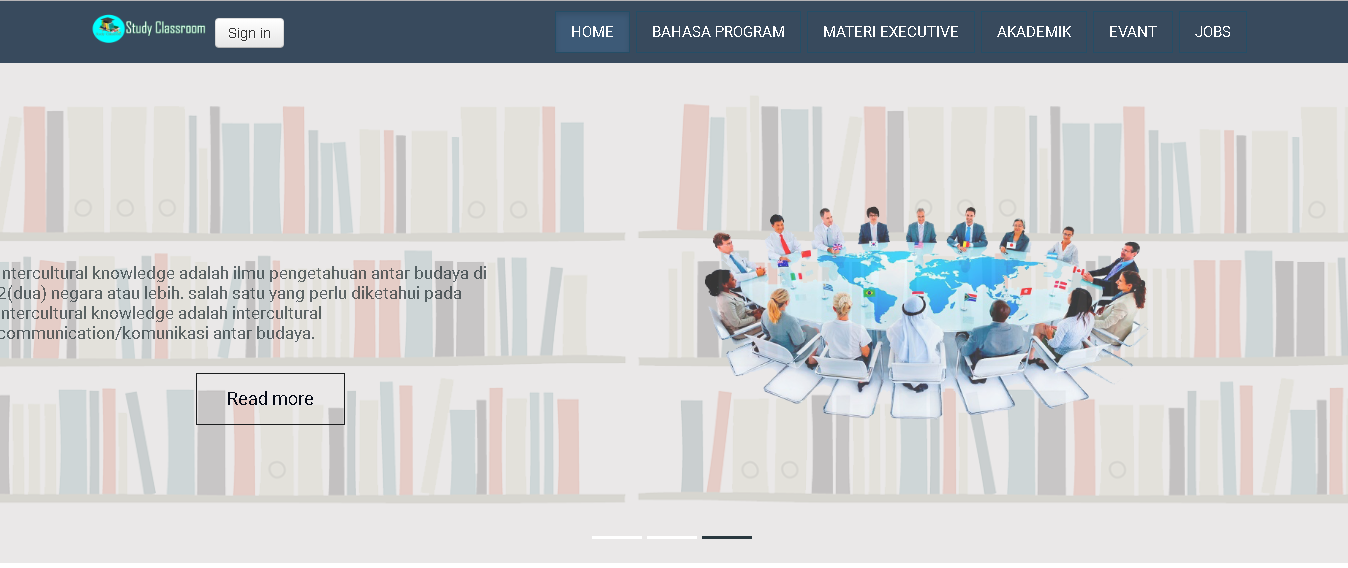 Study Classroom
Sign in
HOME
BAHASA PROGRAM
MATERI EXECUTIVE
AKADEMIK
EVANT
JOBS
ntercultural knowledge adalah ilmu pengetahuan antar budaya di
2(dua) negara atau lebih. salah satu yang perlu diketahui pada
ntercultural knowledge adalah intercultural
communication/komunikasi antar budaya.
Read more